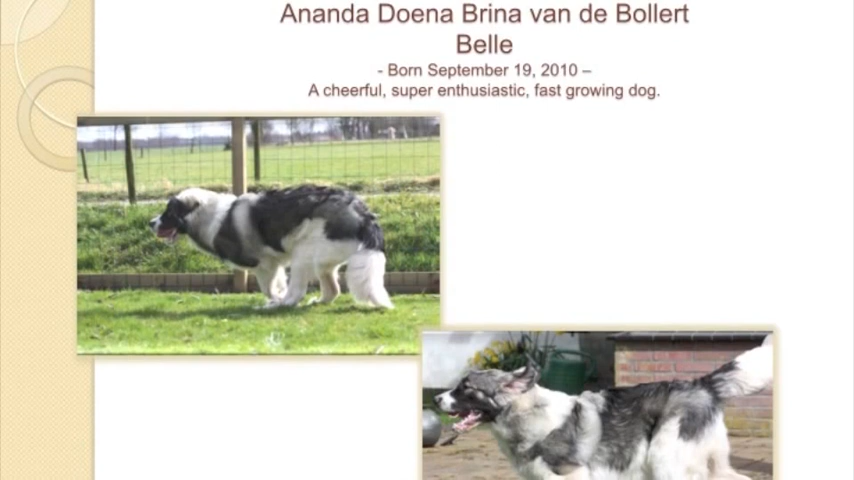 Ananda Doena Brina van de Bollert
Belle
- Born September 19, 2010 –
A cheerful, super enthusiastic, fast growing dog.